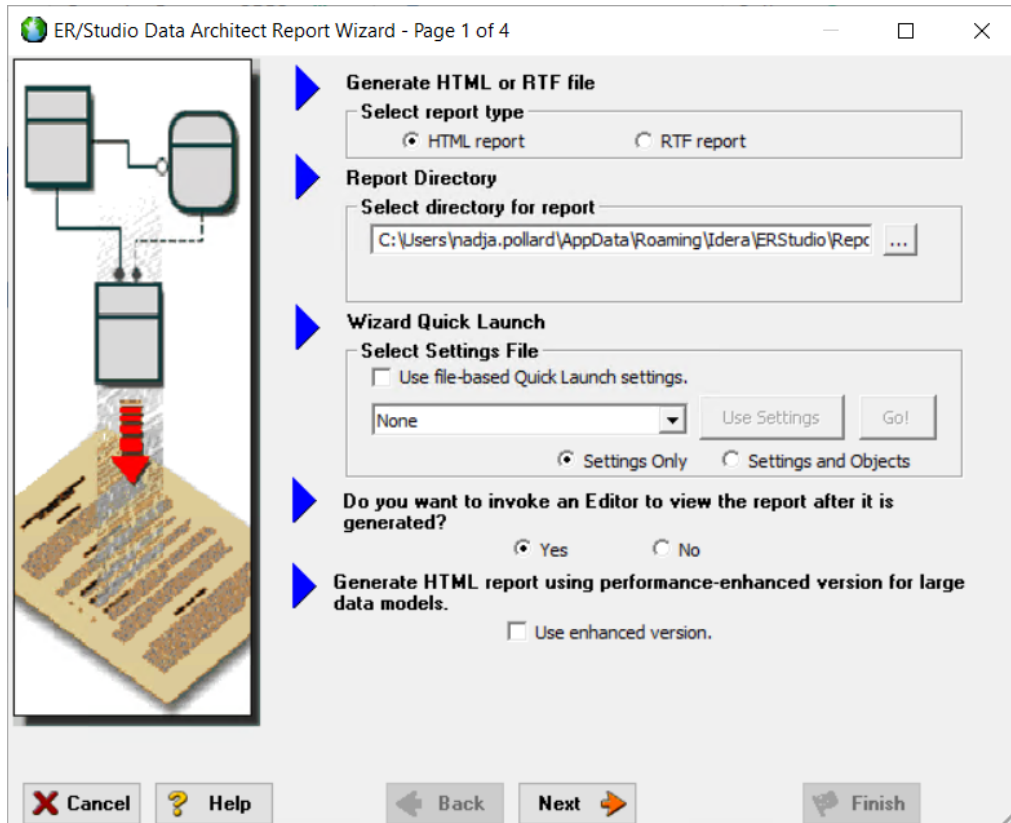 ER/Studio Data Architect Report Wizard - Page 1 of 4
Generate HTML or RTF file
Select report type
HTML report RTF report
Report Directory
Select directory for report
C:\Users\nadja.pollard\AppData\Roaming\Idera\ERStudio\Repo ...
Wizard Quick Launch
Select Settings File
Use file-based Quick Launch settings.
None Use Settings Go!
Settings Only Settings and Objects
Do you want to invoke an Editor to view the report after it is
generated?
Yes No
Generate HTML report using performance-enhanced version for large
data models.
Use enhanced version.
Cancel Help Back Next Finish